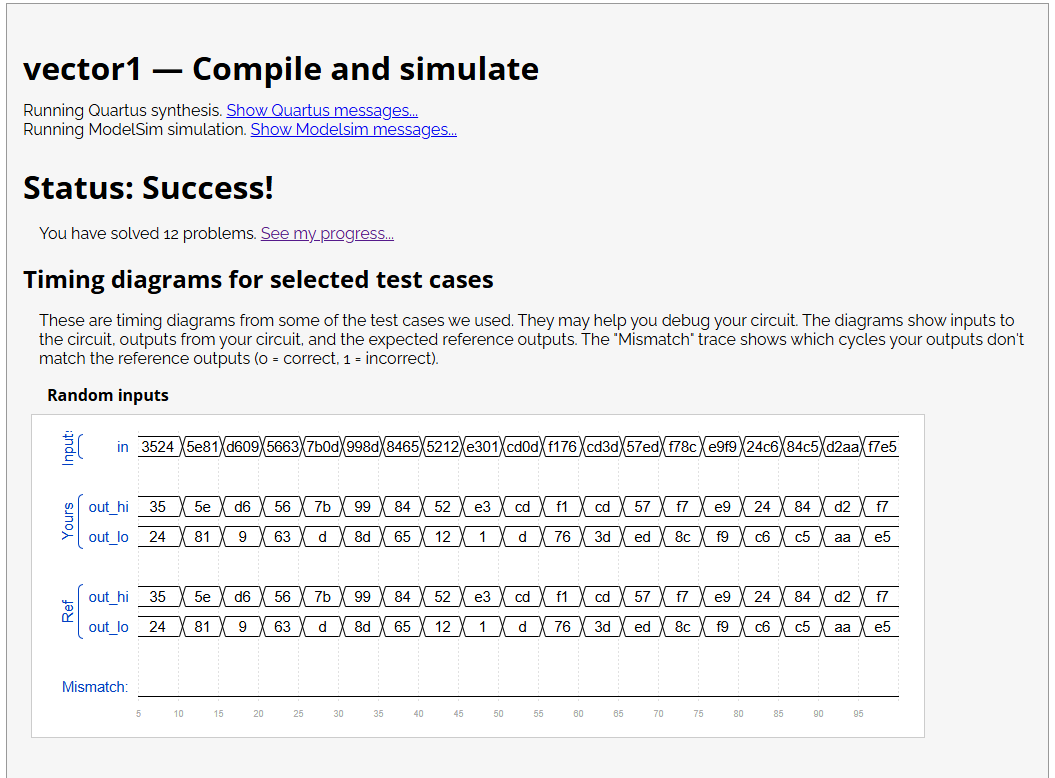 vector1 — Compile and simulate
Running Quartus synthesis. Show Quartus messages...
Running ModelSim simulation. Show Modelsim messages...
Status: Success!
You have solved 12 problems. See my progress...
Timing diagrams for selected test cases
These are timing diagrams from some of the test cases we used. They may help you debug your circuit. The diagrams show inputs to
the circuit, outputs from your circuit, and the expected reference outputs. The "Mismatch" trace shows which cycles your outputs don't
match the reference outputs (0 = correct, 1 = incorrect).
Random inputs
Input:
in 3524 5e81 d609 5663 7b0d 998d 8465 5212 e301 cd0d f176 cd3d 57ed f78c e9f9 24c6 84c5 d2aa f7e5
Yours
out_hi 35 5e d6 56 7b 99 84 52 e3 cd f1 cd 57 f7 e9 24 84 d2 f7
out_lo 24 81 9 63 d 8d 65 12 1 d 76 3d ed 8c f9 c6 c5 aa e5
Ref
out_hi 35 5e d6 56 7b 99 84 52 e3 cd f1 cd 57 f7 e9 24 84 d2 f7
out_lo 24 81 9 63 d 8d 65 12 1 d 76 3d ed 8c f9 c6 c5 aa e5
Mismatch:
5 10 15 20 25 30 35 40 45 50 55 60 65 70 75 80 85 90 95